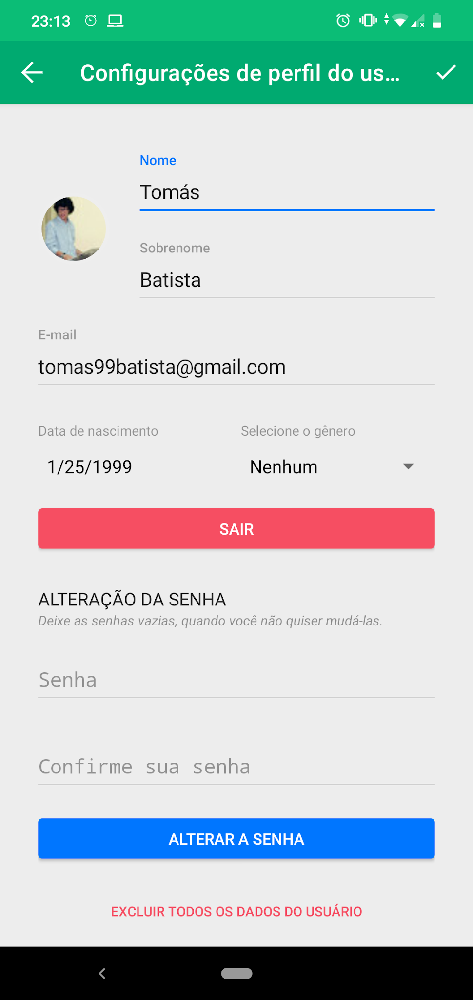 23:13
Configurações de perfil do us...
Nome
Tomás
Sobrenome
Batista
E-mail
tomas99batista@gmail.com
Data de nascimento
Selecione o gênero
1/25/1999
Nenhum
SAIR
ALTERAÇÃO DA SENHA
Deixe as senhas vazias, quando você não quiser mudá-las.
Senha
Confirme sua senha
ALTERAR A SENHA
EXCLUIR TODOS OS DADOS DO USUÁRIO